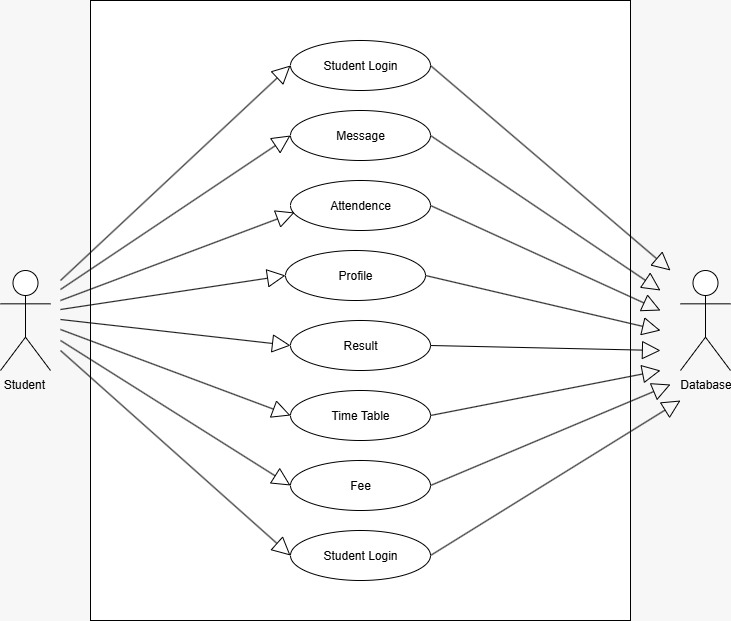 Student Login
Message
Attendence
Profile
Result
Time Table
Fee
Student Login
Student
Database